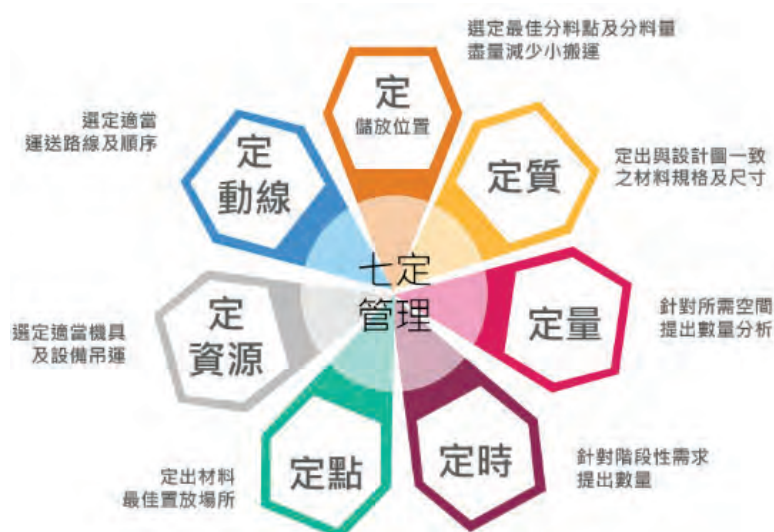 七定
管理
定
儲放位置
選定最佳分料點及分料量
盡量減少小搬運
定質
定出與設計圖一致
之材料規格及尺寸
定量
針對所需空間
提出數量分析
定時
針對階段性需求
提出數量
定點
定出材料
最佳置放場所
定
資源
選定適當機具
及設備吊運
定
動線
選定適當
運送路線及順序